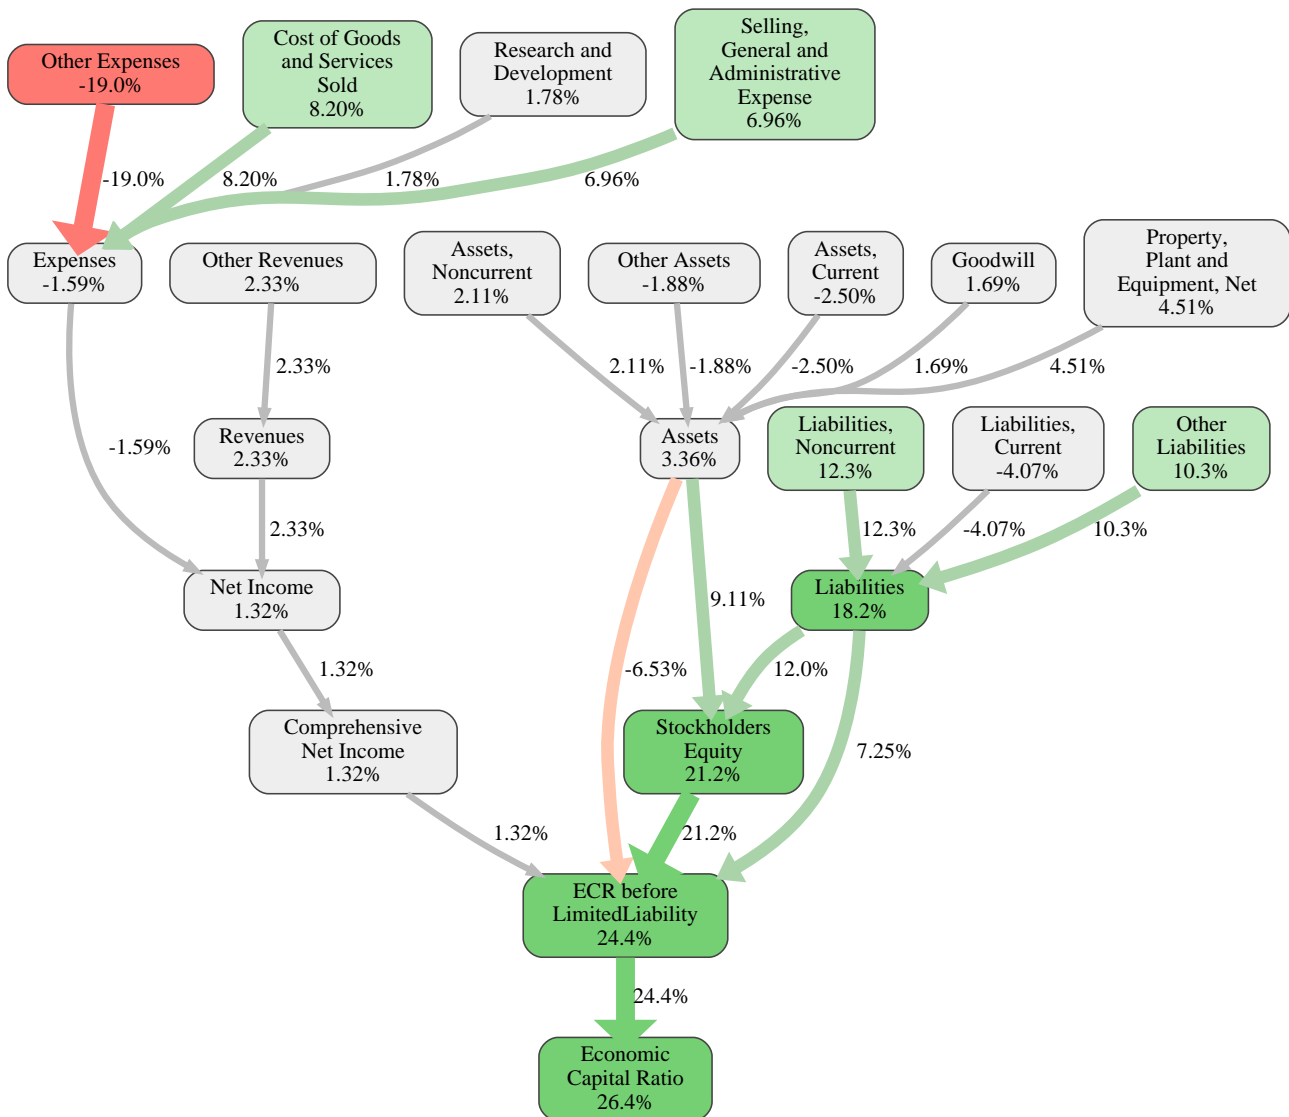 Other Expenses
-19.0%
Cost of Goods
and Services
Sold
8.20%
Research and
Development
1.78%
Selling,
General and
Administrative
Expense
6.96%
-19.0%
8.20%
1.78%
6.96%
Expenses
-1.59%
Other Revenues
2.33%
Assets,
Noncurrent
2.11%
Other Assets
-1.88%
Assets,
Current
-2.50%
Goodwill
1.69%
Property,
Plant and
Equipment, Net
4.51%
2.33%
2.11%
-1.88%
-2.50%
1.69%
4.51%
-1.59%
Revenues
2.33%
Assets
3.36%
Liabilities,
Noncurrent
12.3%
Liabilities,
Current
-4.07%
Other
Liabilities
10.3%
2.33%
12.3%
-4.07%
10.3%
Net Income
1.32%
9.11%
Liabilities
18.2%
1.32%
-6.53%
12.0%
Comprehensive
Net Income
1.32%
Stockholders
Equity
21.2%
7.25%
1.32%
21.2%
ECR before
LimitedLiability
24.4%
24.4%
Economic
Capital Ratio
26.4%